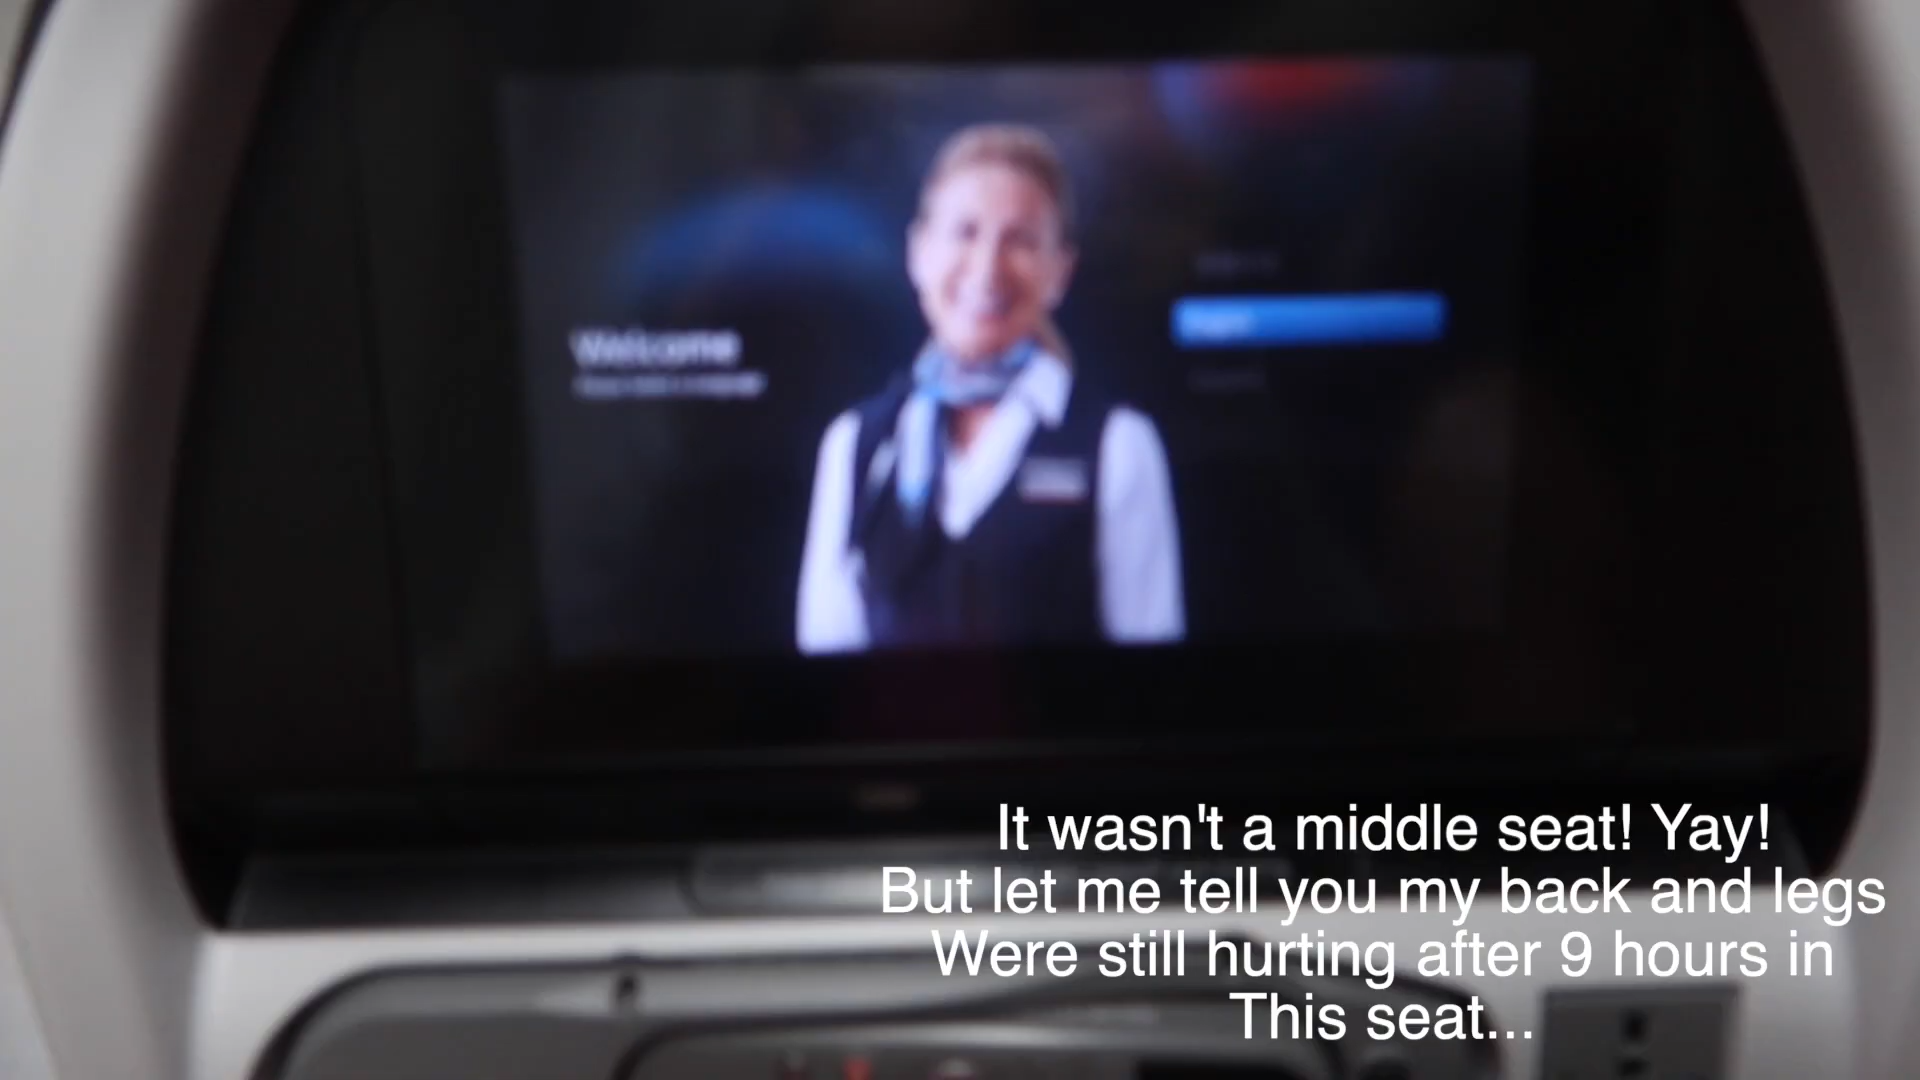 Welcome
It wasn't a middle seat! Yay!
But let me tell you my back and legs
Were still hurting after 9 hours in
This seat...